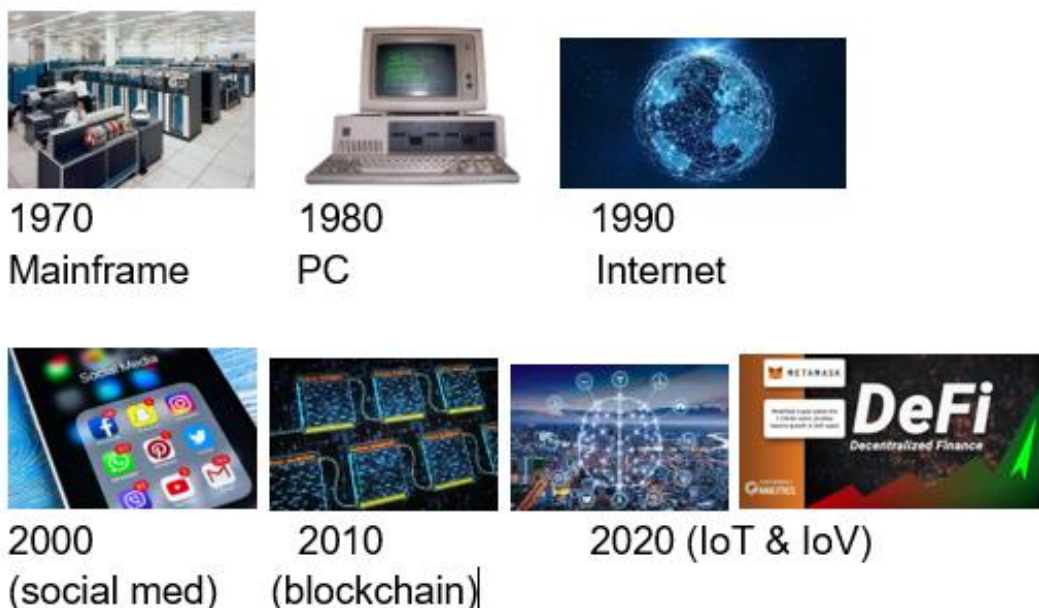 1970 1980 1990
Mainframe PC Internet
Social Media
METAMASK
DeFi
Decentralized Finance
2000 2010 2020 (IoT & IoV)
(social med) (blockchain)